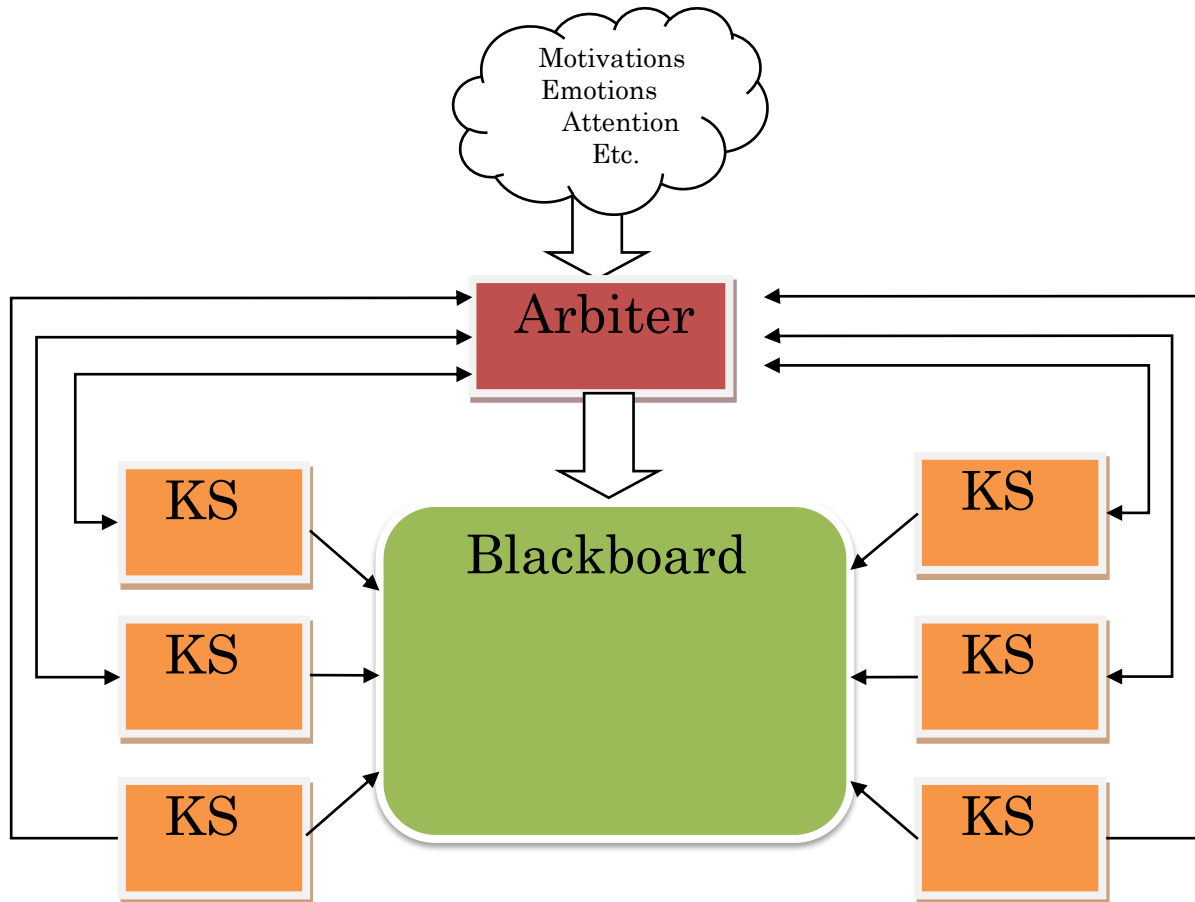 Motivations
Emotions
Attention
Etc.
Arbiter
KS
KS
Blackboard
KS
KS
KS
KS